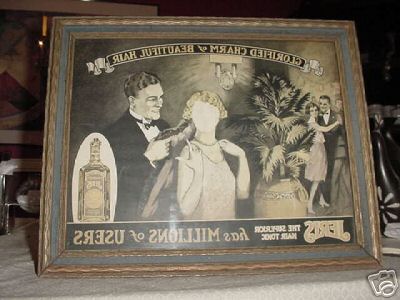 GLORIFIED CHARM of BEAUTIFUL HAIR
JERIS THE SUPERIOR
HAIR TONIC
has MILLIONS of USERS